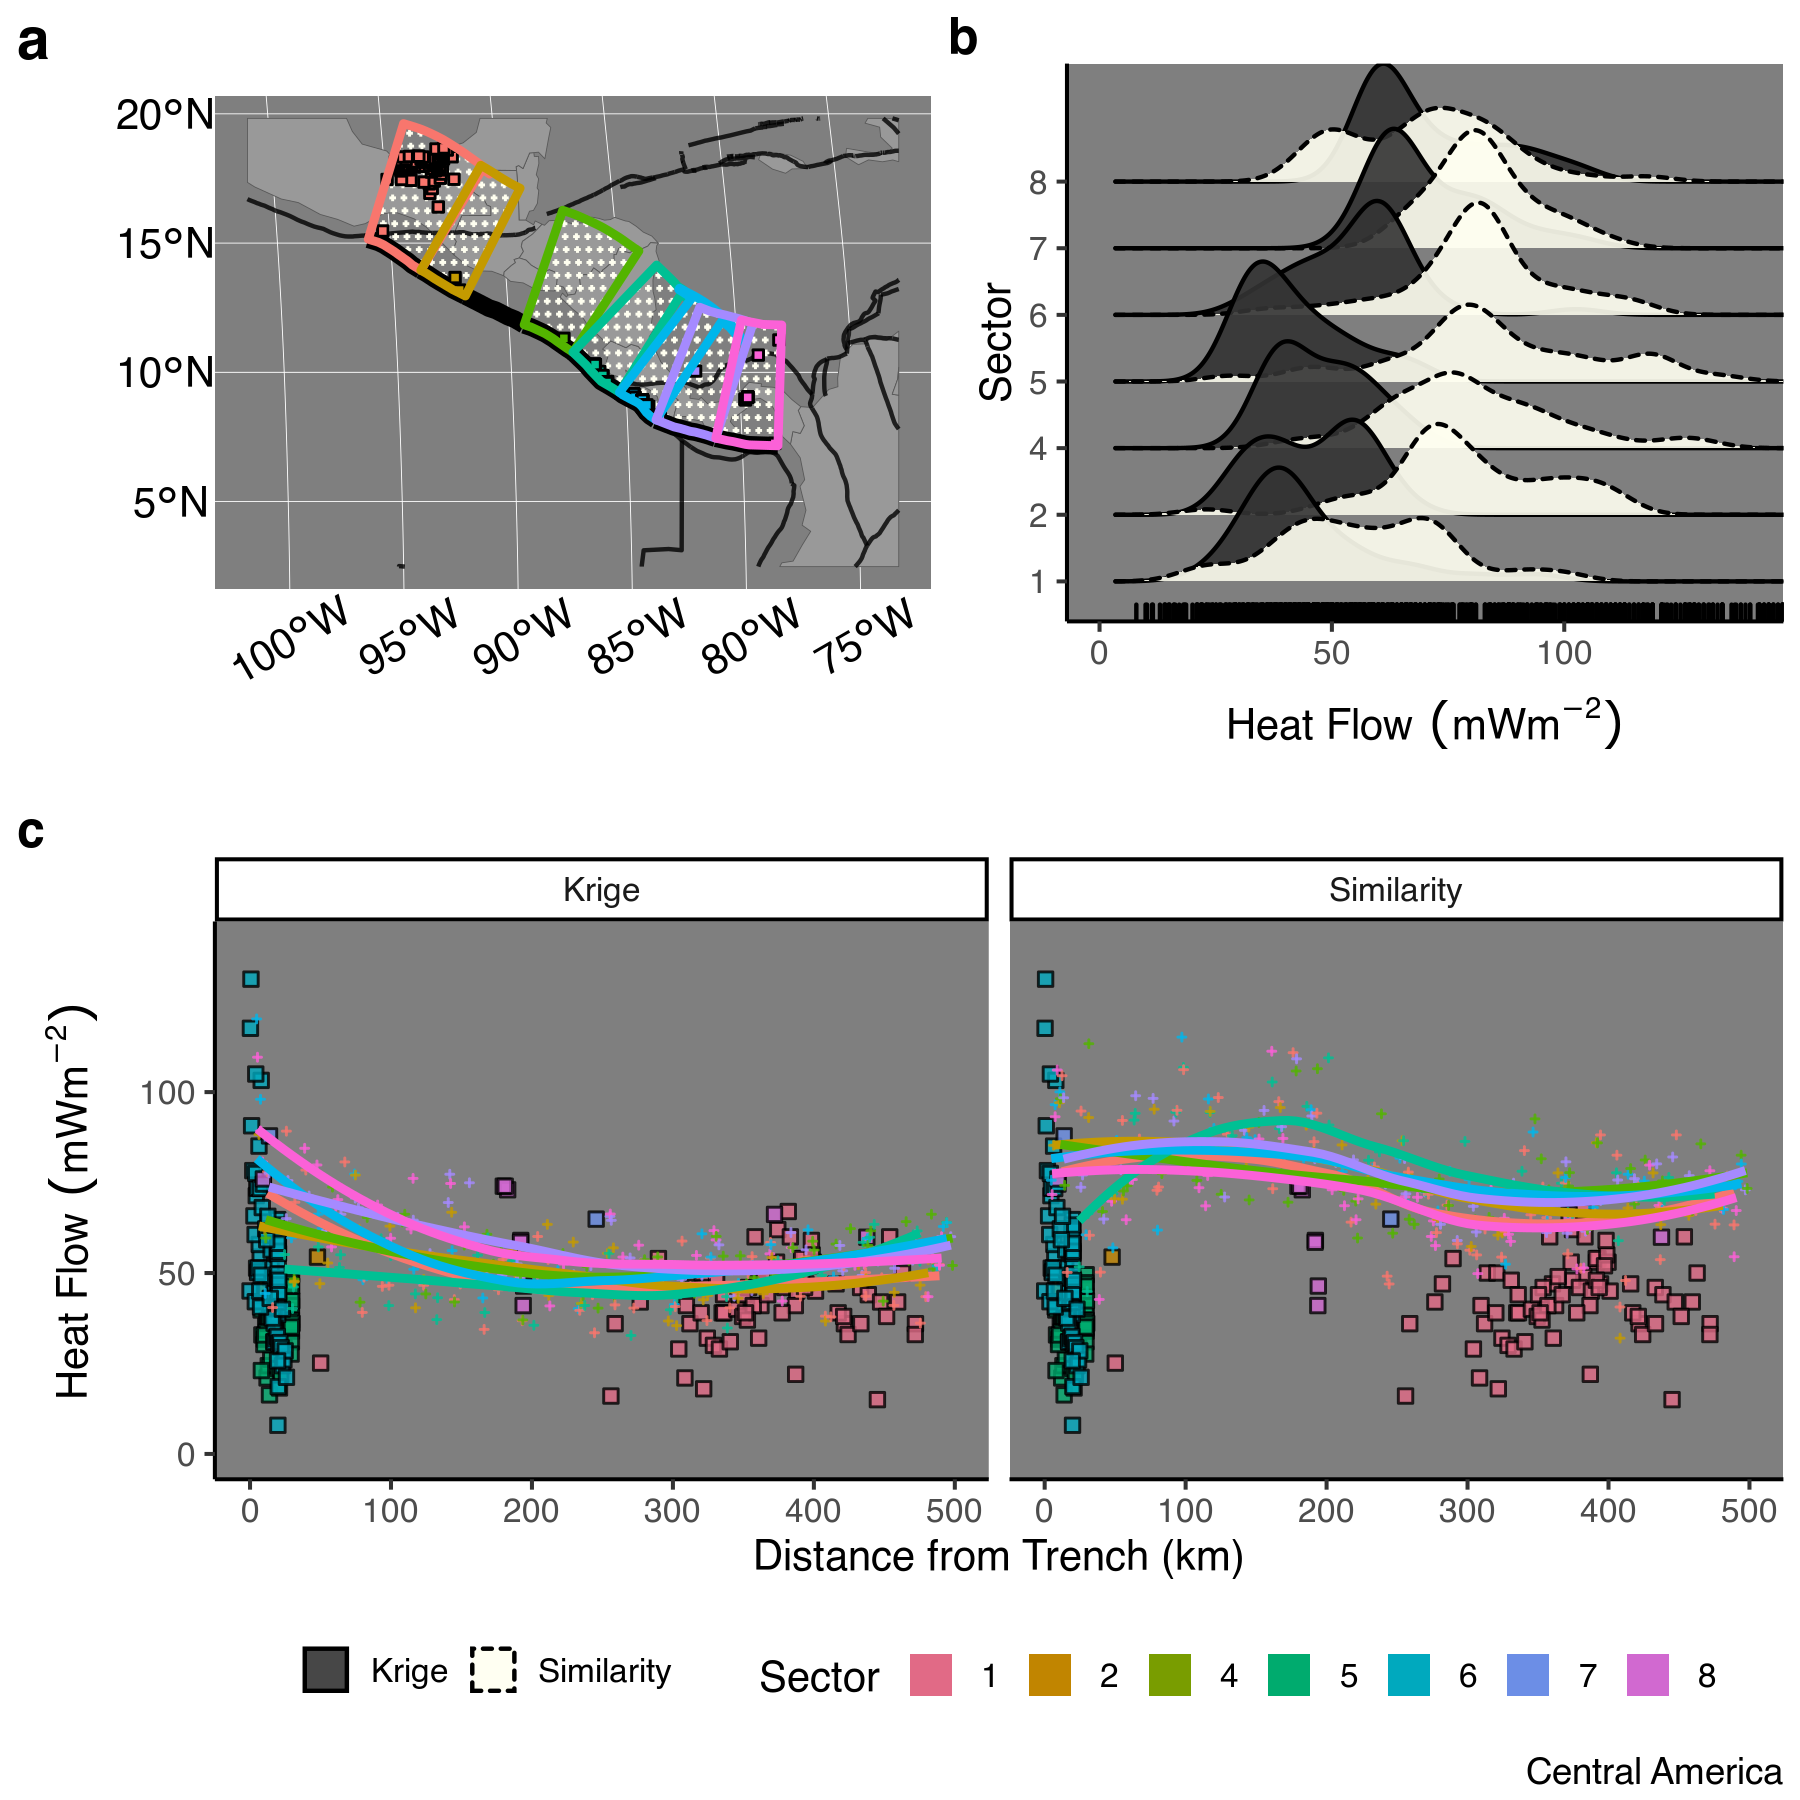 a
20°N
15°N
10°N
5°N
100°W
95°W
90°W
85°W
80°W
75°W
b
Sector
8
7
6
5
4
2
1
0
50
100
Heat Flow (mWm−2)
c
Krige
Similarity
Heat Flow (mWm−2)
100
50
0
0
100
200
300
400
500
0
100
200
300
400
500
Distance from Trench (km)
Krige
Similarity
Sector
1
2
4
5
6
7
8
Central America